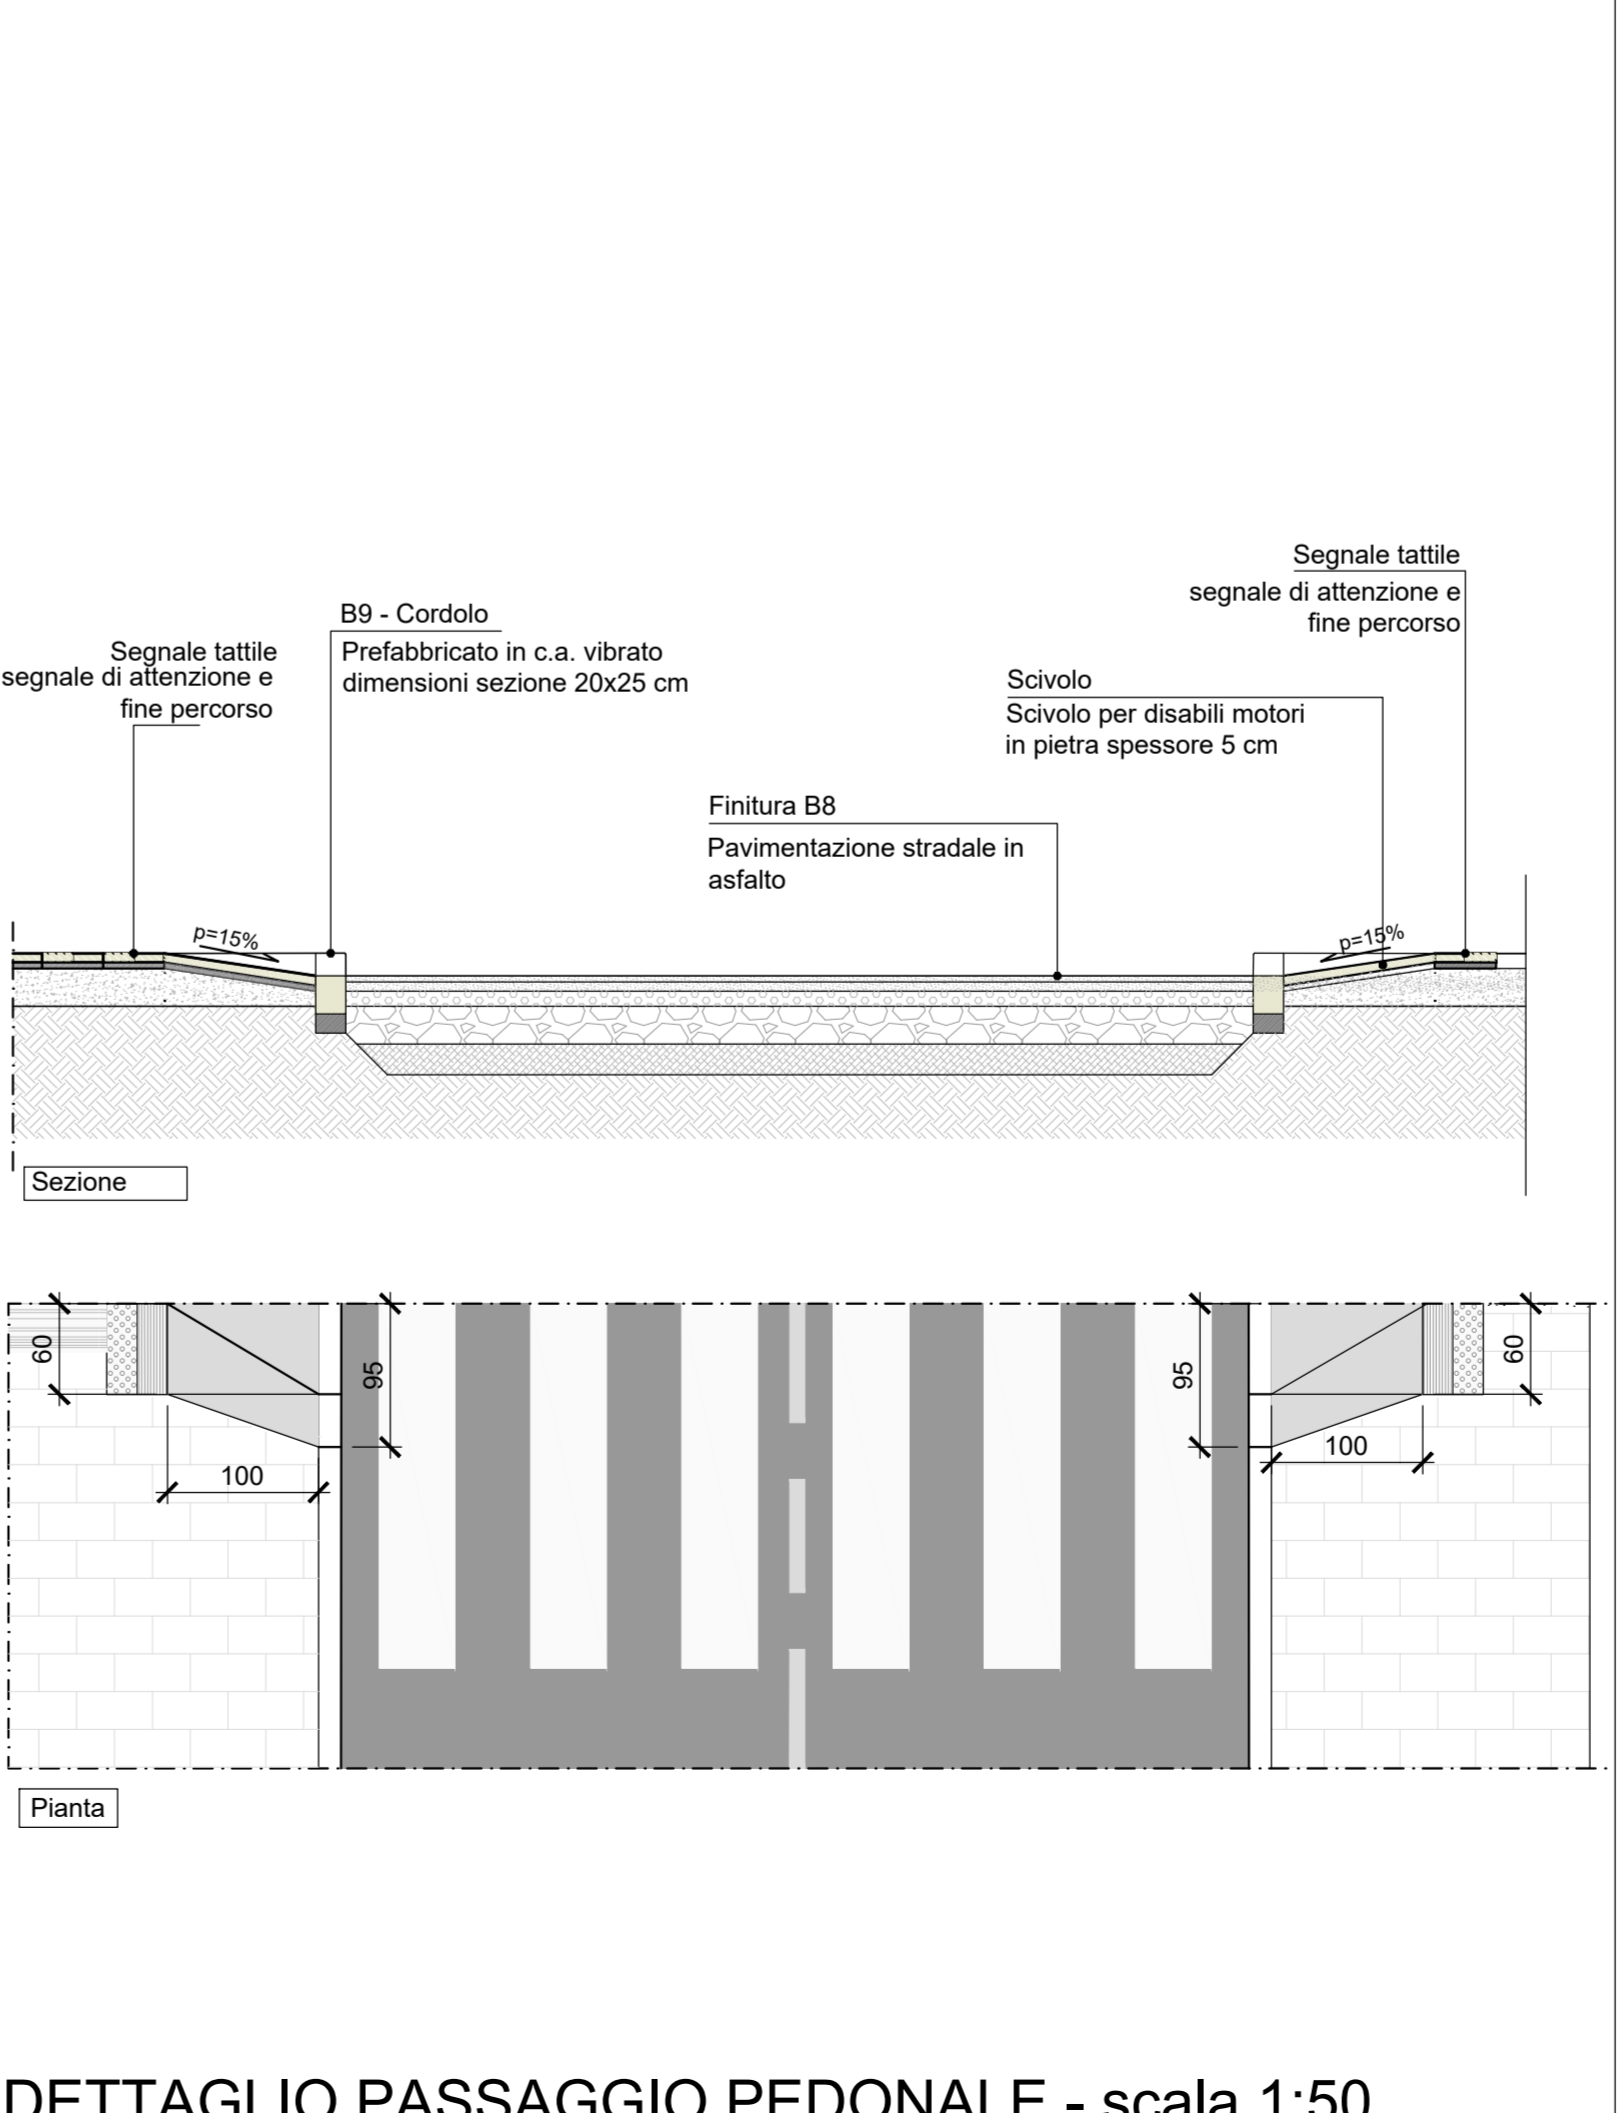 Segnale tattile
segnale di attenzione e
fine percorso
B9 - Cordolo
Prefabbricato in c.a. vibrato
dimensioni sezione 20x25 cm
Segnale tattile
segnale di attenzione e
fine percorso
Scivolo
Scivolo per disabili motori
in pietra spessore 5 cm
Finitura B8
Pavimentazione stradale in
asfalto
p=15%
p=15%
Sezione
60
95
95
60
100
100
Pianta
DETTAGLIO PASSAGGIO PEDONALE - scala 1:50